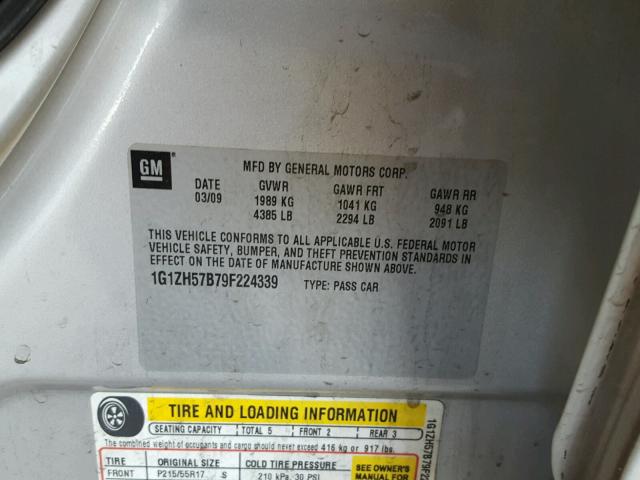 GM
MFD BY GENERAL MOTORS CORP.
DATE GVWR GAWR FRT GAWR RR
03/09 1989 KG 1041 KG 948 KG
4385 LB 2294 LB 2091 LB
THIS VEHICLE CONFORMS TO ALL APPLICABLE U.S. FEDERAL MOTOR
VEHICLE SAFETY, BUMPER, AND THEFT PREVENTION STANDARDS IN
EFFECT ON THE DATE OF MANUFACTURE SHOWN ABOVE.
1G1ZH57B79F224339 TYPE: PASS CAR
TIRE AND LOADING INFORMATION
SEATING CAPACITY TOTAL 5 FRONT 2 REAR 3
The combined weight of occupants and cargo should never exceed 416 kg or 917 lbs.
TIRE ORIGINAL SIZE COLD TIRE PRESSURE
FRONT P215/55R17 S 210 kPa, 30 PSI
SEE OWNER'S
MANUAL FOR
1G1ZH57B79F22